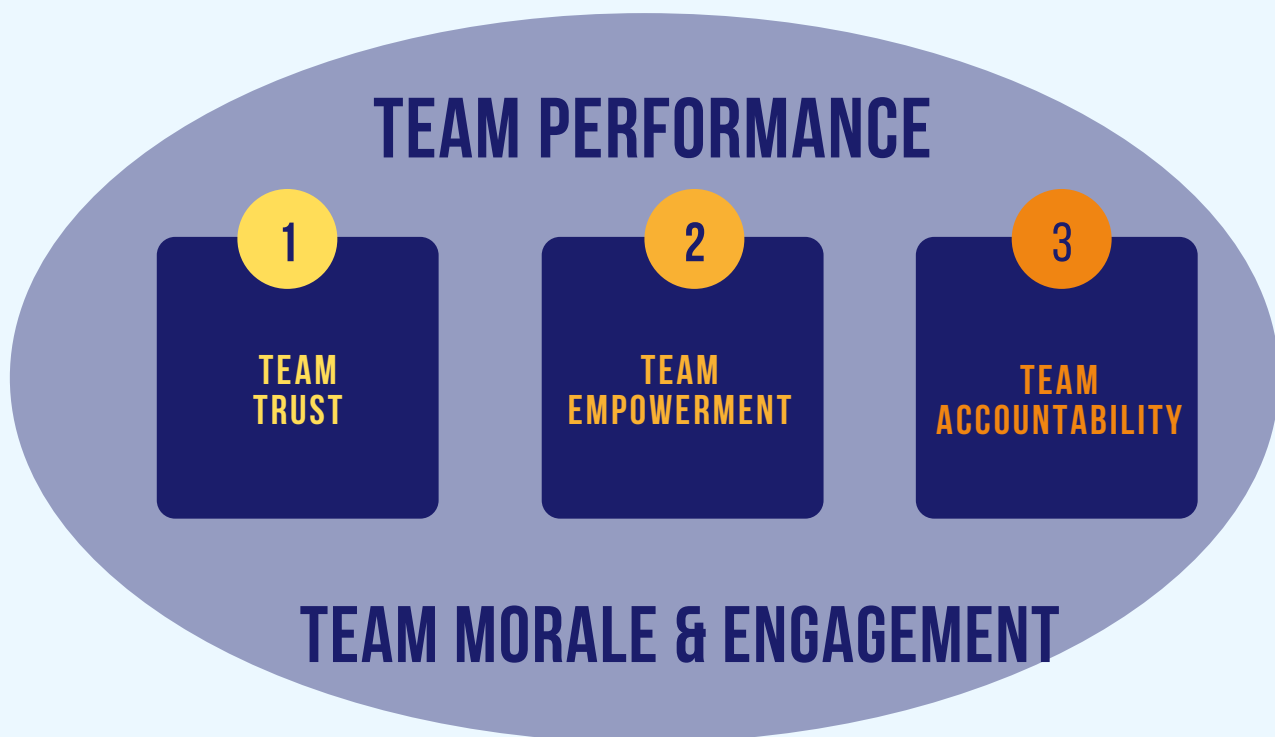 TEAM PERFORMANCE
1
TEAM
TRUST
2
TEAM
EMPOWERMENT
3
TEAM
ACCOUNTABILITY
TEAM MORALE & ENGAGEMENT